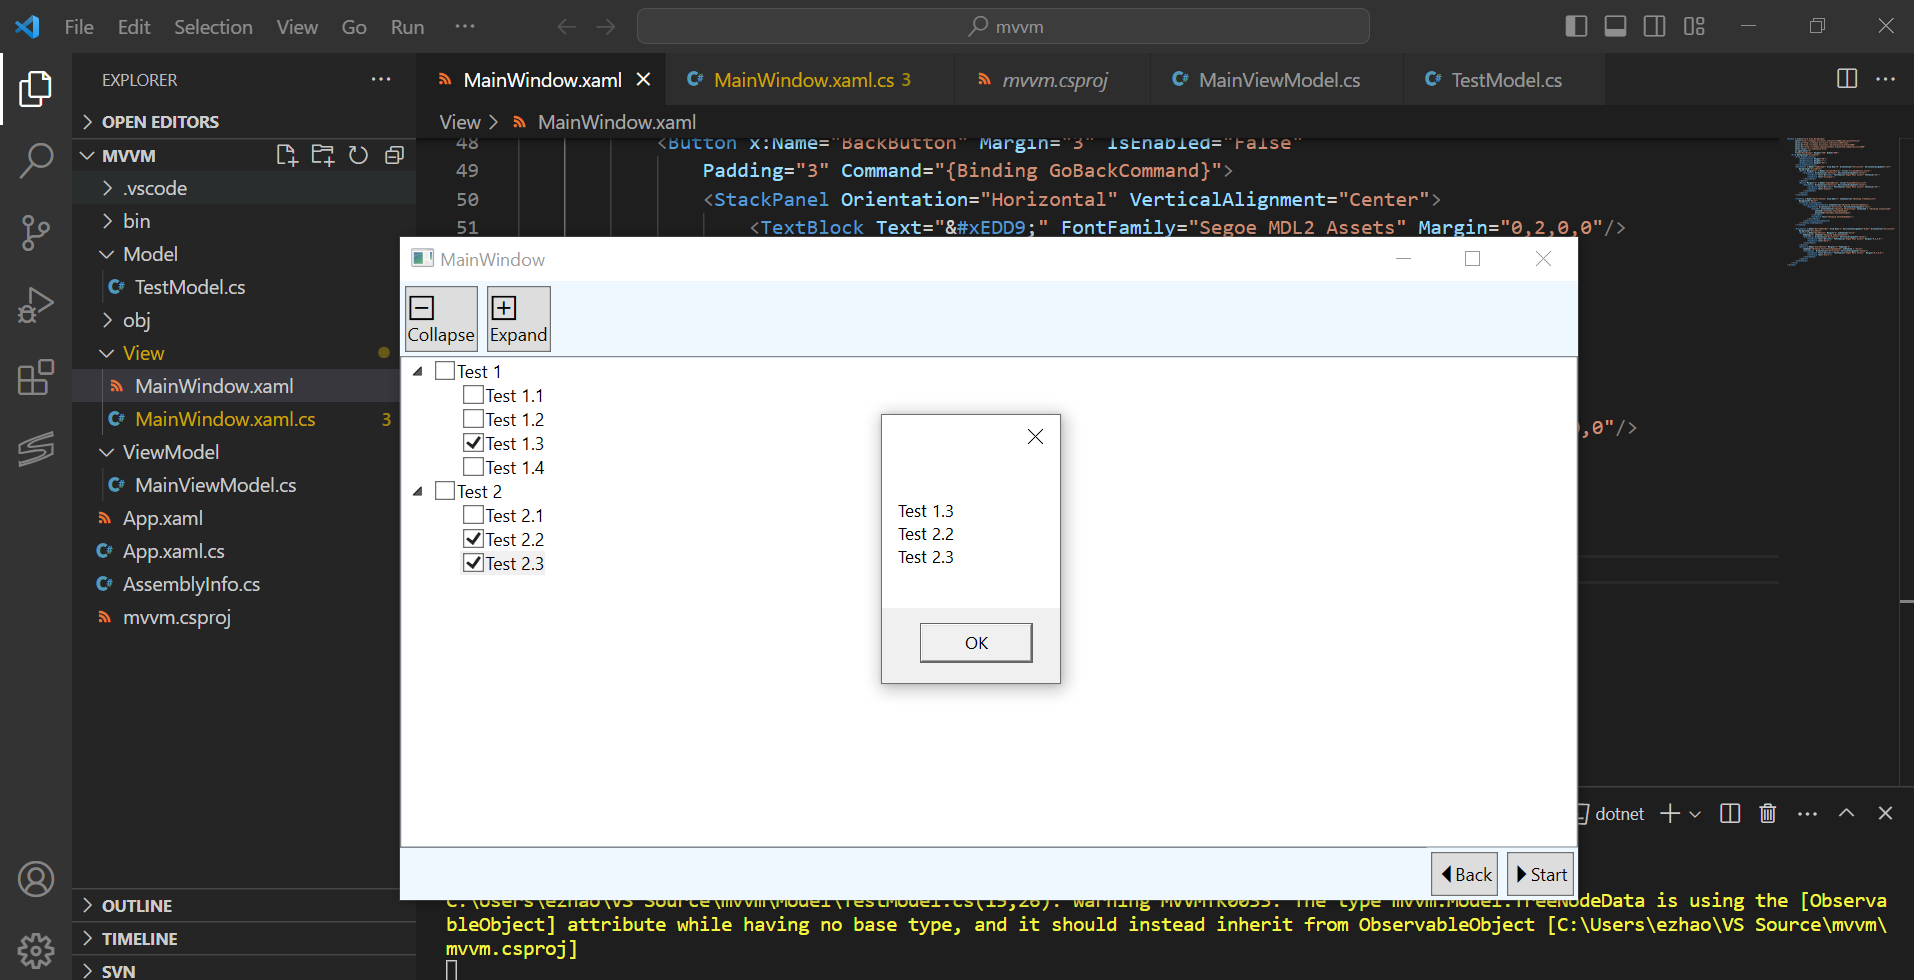 File Edit Selection View Go Run ···
mvvm
EXPLORER
OPEN EDITORS
MVVM
.vscode
bin
Model
TestModel.cs
obj
View
MainWindow.xaml
MainWindow.xaml.cs 3
ViewModel
MainViewModel.cs
App.xaml
App.xaml.cs
AssemblyInfo.cs
mvvm.csproj
OUTLINE
TIMELINE
SVN
MainWindow.xaml MainWindow.xaml.cs 3 mvvm.csproj MainViewModel.cs TestModel.cs
View > MainWindow.xaml
48 <Button x:Name="BackButton" Margin="3" IsEnabled="False"
49 Padding="3" Command="{Binding GoBackCommand}">
50 <StackPanel Orientation="Horizontal" VerticalAlignment="Center">
51 <TextBlock Text="&#xEDD9;" FontFamily="Segoe MDL2 Assets" Margin="0,2,0,0"/>
,0"/>
MainWindow
Collapse Expand
Test 1
Test 1.1
Test 1.2
Test 1.3
Test 1.4
Test 2
Test 2.1
Test 2.2
Test 2.3
Test 1.3
Test 2.2
Test 2.3
OK
Back Start
dotnet
C:\Users\ezhao\VS Source\mvvm\Model\TestModel.cs(15,26): warning MVVMTK0033: The type mvvm.Model.TreeNodeData is using the [Observa
bleObject] attribute while having no base type, and it should instead inherit from ObservableObject [C:\Users\ezhao\VS Source\mvvm\
mvvm.csproj]